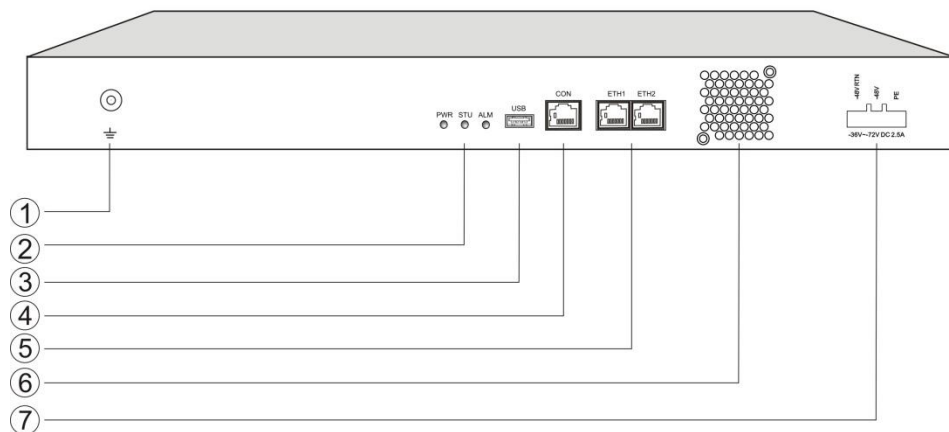 -48V RTN
-48V
PE
CON
ETH1 ETH2
USB
PWR STU ALM
-36V~-72V DC 2.5A
1
2
3
4
5
6
7